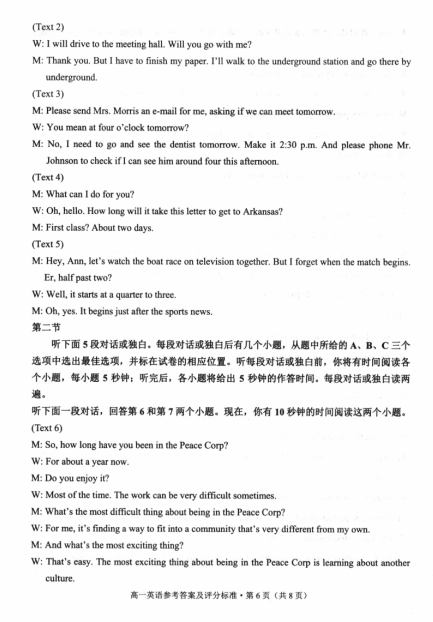 (Text 2)
W: I will drive to the meeting hall. Will you go with me?
M: Thank you. But I have to finish my paper. I'll walk to the underground station and go there by
underground.
(Text 3)
M: Please send Mrs. Morris an e-mail for me, asking if we can meet tomorrow.
W: You mean at four o'clock tomorrow?
M: No, I need to go and see the dentist tomorrow. Make it 2:30 p.m. And please phone Mr.
Johnson to check if I can see him around four this afternoon.
(Text 4)
M: What can I do for you?
W: Oh, hello. How long will it take this letter to get to Arkansas?
M: First class? About two days.
(Text 5)
M: Hey, Ann, let's watch the boat race on television together. But I forget when the match begins.
Er, half past two?
W: Well, it starts at a quarter to three.
M: Oh, yes. It begins just after the sports news.
第二节
听下面 5 段对话或独白。每段对话或独白后有几个小题，从题中所给的 A、B、C 三个
选项中选出最佳选项，并标在试卷的相应位置。听每段对话或独白前，你将有时间阅读各
个小题，每小题 5 秒钟；听完后，各小题将给出 5 秒钟的作答时间。每段对话或独白读两
遍。
听下面一段对话，回答第 6 和第 7 两个小题。现在，你有 10 秒钟的时间阅读这两个小题。
(Text 6)
M: So, how long have you been in the Peace Corp?
W: For about a year now.
M: Do you enjoy it?
W: Most of the time. The work can be very difficult sometimes.
M: What's the most difficult thing about being in the Peace Corp?
W: For me, it's finding a way to fit into a community that's very different from my own.
M: And what's the most exciting thing?
W: That's easy. The most exciting thing about being in the Peace Corp is learning about another
culture.
高一英语参考答案及评分标准·第 6 页（共 8 页）